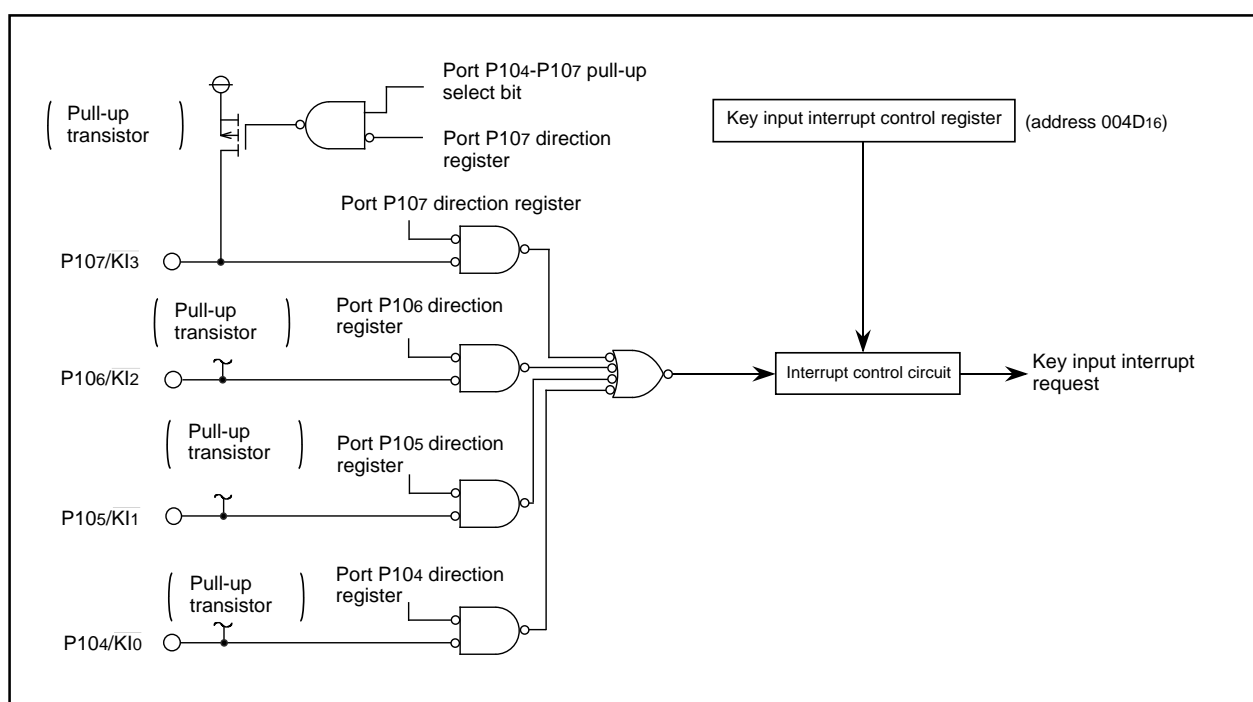 Port P104-P107 pull-up
select bit
Pull-up
transistor
Port P107 direction
register
Key input interrupt control register
(address 004D16)
Port P107 direction register
P107/KI3
Pull-up
transistor
Port P106 direction
register
P106/KI2
Interrupt control circuit
Key input interrupt
request
Pull-up
transistor
Port P105 direction
register
P105/KI1
Pull-up
transistor
Port P104 direction
register
P104/KI0